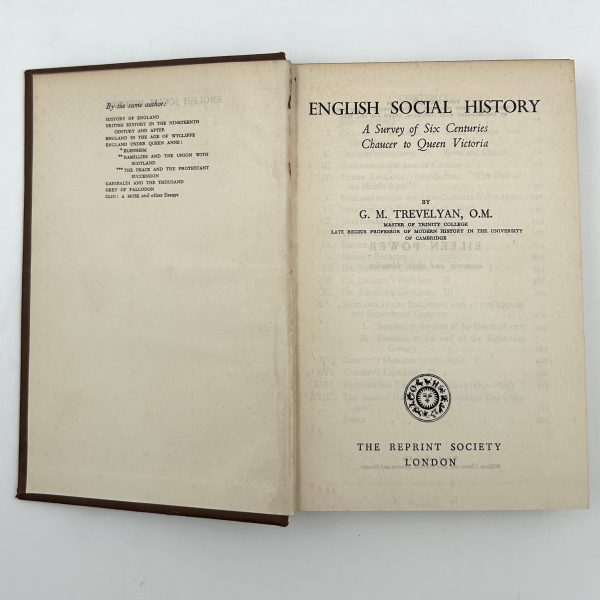 By the same author:
HISTORY OF ENGLAND
BRITISH HISTORY IN THE NINETEENTH
CENTURY AND AFTER
ENGLAND IN THE AGE OF WYCLIFFE
ENGLAND UNDER QUEEN ANNE:
*BLENHEIM
**RAMILLIES AND THE UNION WITH
SCOTLAND
***THE PEACE AND THE PROTESTANT
SUCCESSION
GARIBALDI AND THE THOUSAND
GREY OF FALLODON
CLIO: A MUSE and other Essays
ENGLISH SOCIAL HISTORY
A Survey of Six Centuries
Chaucer to Queen Victoria
BY
G. M. TREVELYAN, O.M.
MASTER OF TRINITY COLLEGE
LATE REGIUS PROFESSOR OF MODERN HISTORY IN THE UNIVERSITY
OF CAMBRIDGE
EILEEN POWER
THE REPRINT SOCIETY
LONDON